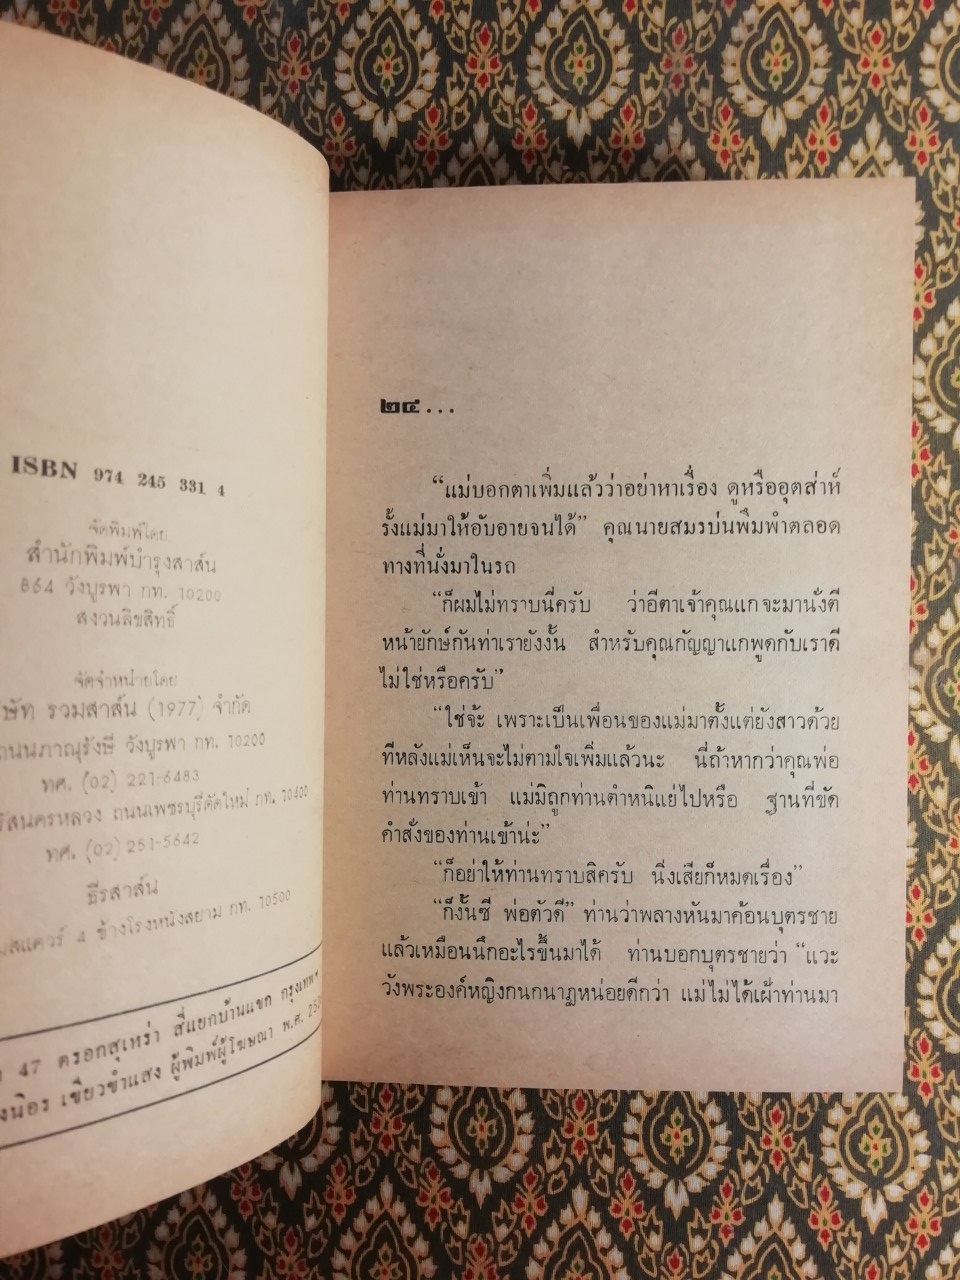 ISBN 974 245 331 4
จัดพิมพ์โดย
สำนักพิมพ์บำรุงสาส์น
864 วังบูรพา กท. 10200
สงวนลิขสิทธิ์
จัดจำหน่ายโดย
ษัท รวมสาส์น (1977) จำกัด
ถนนภาณุรังษี วังบูรพา กท. 10200
ทศ. (02) 221-6483
ริสนครหลวง ถนนเพชรบุรีตัดใหม่ กท. 10400
ทศ. (02) 251-5642
ธีรสาส์น
มสแควร์ 4 ข้างโรงหนังสยาม กท. 10500
47 ตรอกสุเหร่า สี่แยกบ้านแขก กรุงเทพฯ
งนิอร เขียวขำแสง ผู้พิมพ์ผู้โฆษณา พ.ศ.
๒๔...
“แม่บอกตาเพิ่มแล้วว่าอย่าหาเรื่อง ดูหรืออุตส่าห์
รั้งแม่มาให้อับอายจนได้” คุณนายสมรบ่นพึมพำตลอด
ทางที่นั่งมาในรถ
“ก็ผมไม่ทราบนี่ครับ ว่าอีตาเจ้าคุณแกจะมานั่งตี
หน้ายักษ์กันท่าเรายังงั้น สำหรับคุณกัญญาแกพูดกับเราดี
ไม่ใช่หรือครับ”
“ใช่จ้ะ เพราะเป็นเพื่อนของแม่มาตั้งแต่ยังสาวด้วย
ทีหลังแม่เห็นจะไม่ตามใจเพิ่มแล้วนะ นี่ถ้าหากว่าคุณพ่อ
ท่านทราบเข้า แม่มิถูกท่านตำหนิแย่ไปหรือ ฐานที่ขัด
คำสั่งของท่านเข้าน่ะ”
“ก็อย่าให้ท่านทราบสิครับ นิ่งเสียก็หมดเรื่อง”
“ก็งั้นซี พ่อตัวดี” ท่านว่าพลางหันมาค้อนบุตรชาย
แล้วเหมือนนึกอะไรขึ้นมาได้ ท่านบอกบุตรชายว่า “แวะ
วังพระองค์หญิงกนกนาฏหน่อยดีกว่า แม่ไม่ได้เฝ้าท่านมา